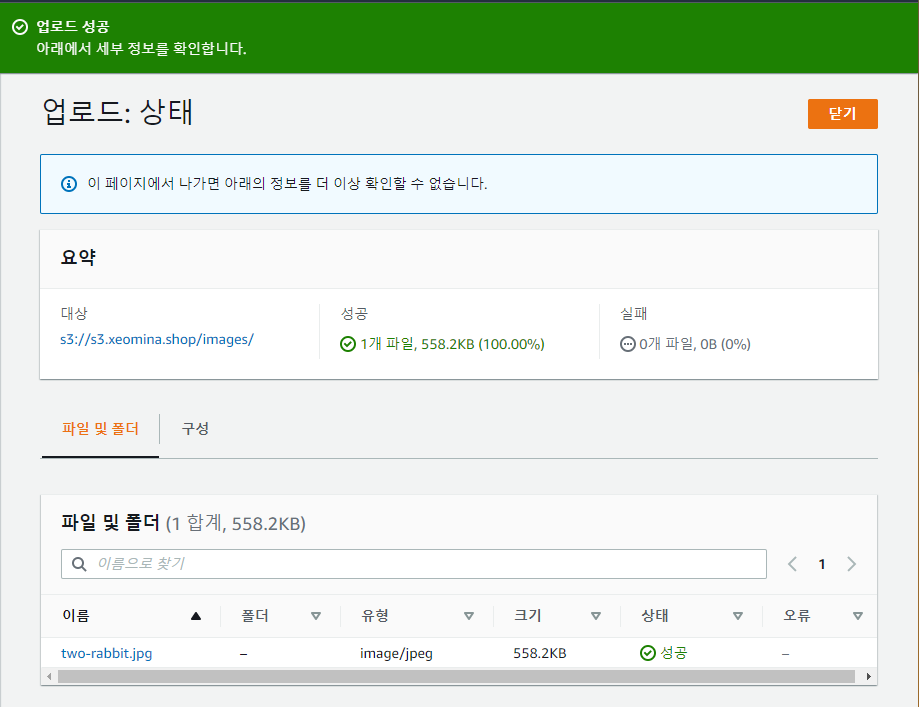 업로드 성공
아래에서 세부 정보를 확인합니다.
업로드: 상태
닫기
이 페이지에서 나가면 아래의 정보를 더 이상 확인할 수 없습니다.
요약
대상
s3://s3.xeomina.shop/images/
성공
1개 파일, 558.2KB (100.00%)
실패
0개 파일, 0B (0%)
파일 및 폴더
구성
파일 및 폴더 (1 합계, 558.2KB)
이름으로 찾기
1
이름 폴더 유형 크기 상태 오류
two-rabbit.jpg – image/jpeg 558.2KB 성공 –